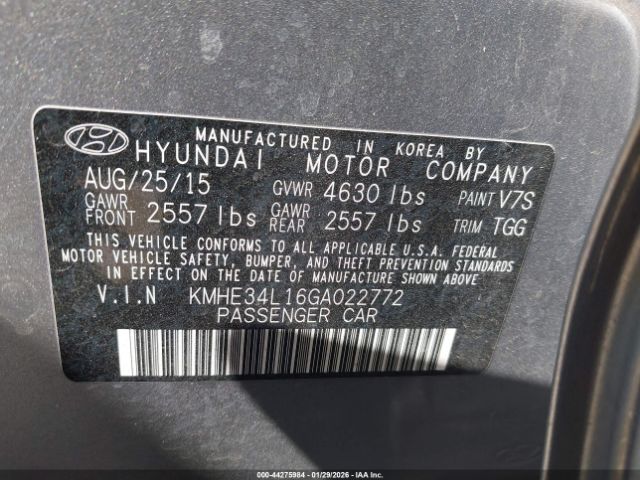 MANUFACTURED IN KOREA BY
HYUNDAI MOTOR COMPANY
AUG/25/15 GVWR 4630 lbs PAINT V7S
GAWR FRONT 2557 lbs GAWR REAR 2557 lbs TRIM TGG
THIS VEHICLE CONFORMS TO ALL APPLICABLE U.S.A. FEDERAL
MOTOR VEHICLE SAFETY, BUMPER, AND THEFT PREVENTION STANDARDS
IN EFFECT ON THE DATE OF MANUFACTURE SHOWN ABOVE
V.I.N KMHE34L16GA022772
PASSENGER CAR
000-44275984 - 01/29/2026 - IAAI.COM